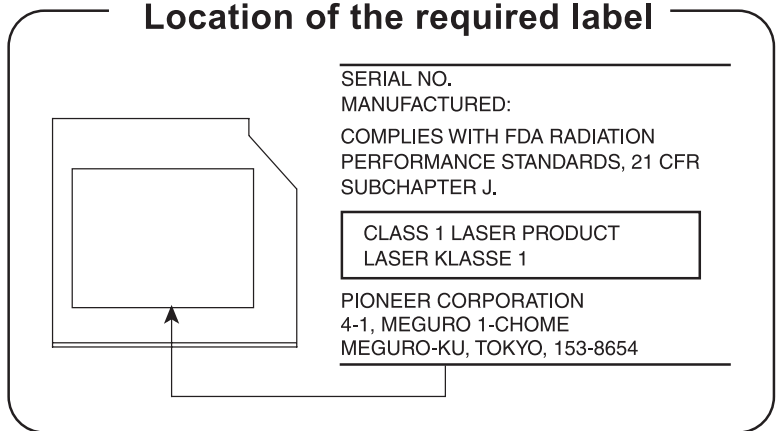 Location of the required label
SERIAL NO.
MANUFACTURED:
COMPLIES WITH FDA RADIATION
PERFORMANCE STANDARDS, 21 CFR
SUBCHAPTER J.
CLASS 1 LASER PRODUCT
LASER KLASSE 1
PIONEER CORPORATION
4-1, MEGURO 1-CHOME
MEGURO-KU, TOKYO, 153-8654